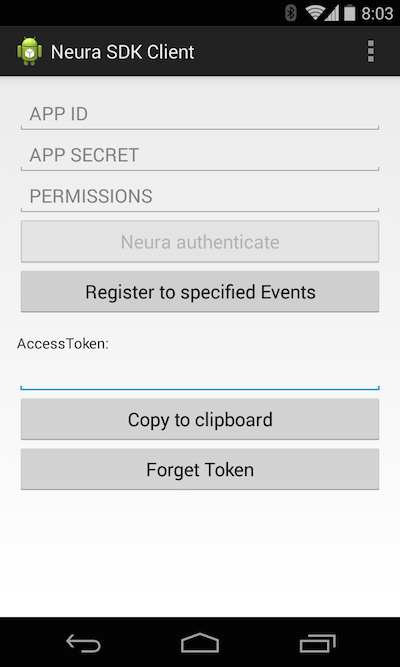 8:03
Neura SDK Client
APP ID
APP SECRET
PERMISSIONS
Neura authenticate
Register to specified Events
AccessToken:
Copy to clipboard
Forget Token